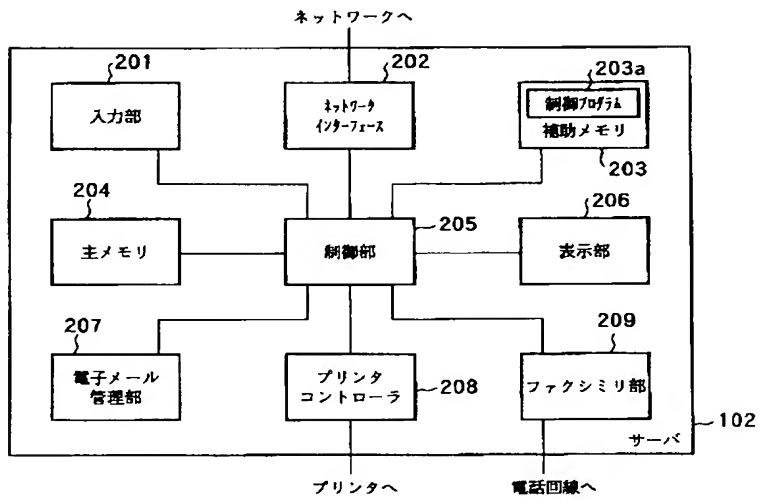 ネットワークへ
201
202
203a
入力部
ネットワータ
インターフェース
制御プログラム
補助メモリ
203
204
205
206
主メモリ
制御部
表示部
207
209
電子メール
管理部
プリンタ
コントローラ
208
ファクシミリ部
102
サーバ
プリンタへ
電話回線へ